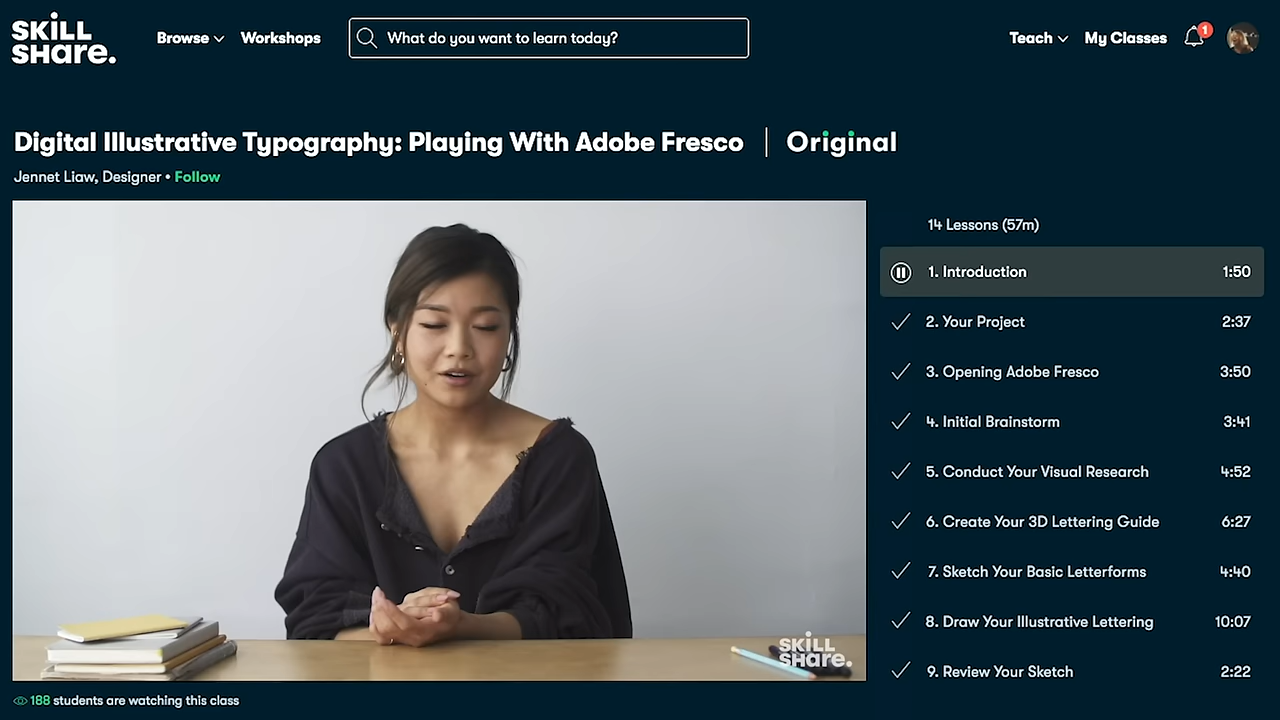 SKILL
SHare.
Browse
Workshops
What do you want to learn today?
Teach
My Classes
1
Digital Illustrative Typography: Playing With Adobe Fresco | Original
Jennet Liaw, Designer • Follow
14 Lessons (57m)
1. Introduction 1:50
2. Your Project 2:37
3. Opening Adobe Fresco 3:50
4. Initial Brainstorm 3:41
5. Conduct Your Visual Research 4:52
6. Create Your 3D Lettering Guide 6:27
7. Sketch Your Basic Letterforms 4:40
8. Draw Your Illustrative Lettering 10:07
9. Review Your Sketch 2:22
SKILL
SHare.
188 students are watching this class